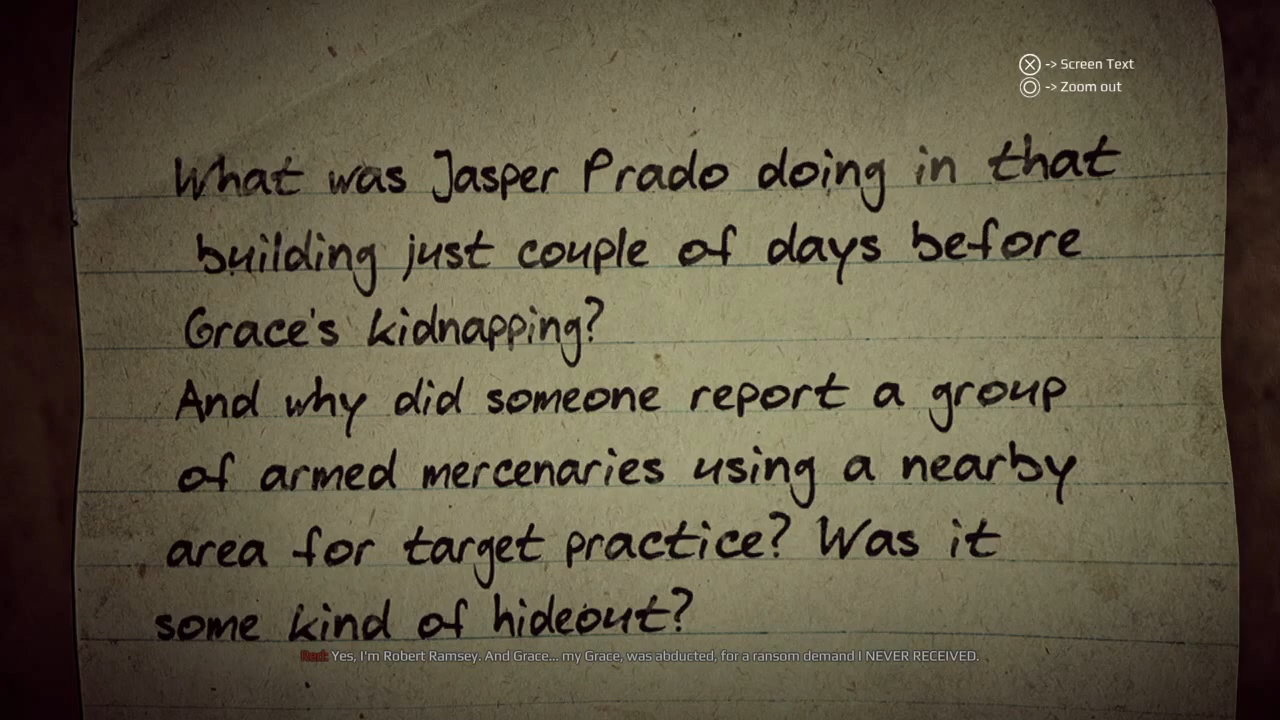 -> Screen Text
-> Zoom out
What was Jasper Prado doing in that
building just couple of days before
Grace's kidnapping?
And why did someone report a group
of armed mercenaries using a nearby
area for target practice? Was it
some kind of hideout?
Red: Yes, I'm Robert Ramsey. And Grace... my Grace, was abducted, for a ransom demand I NEVER RECEIVED.